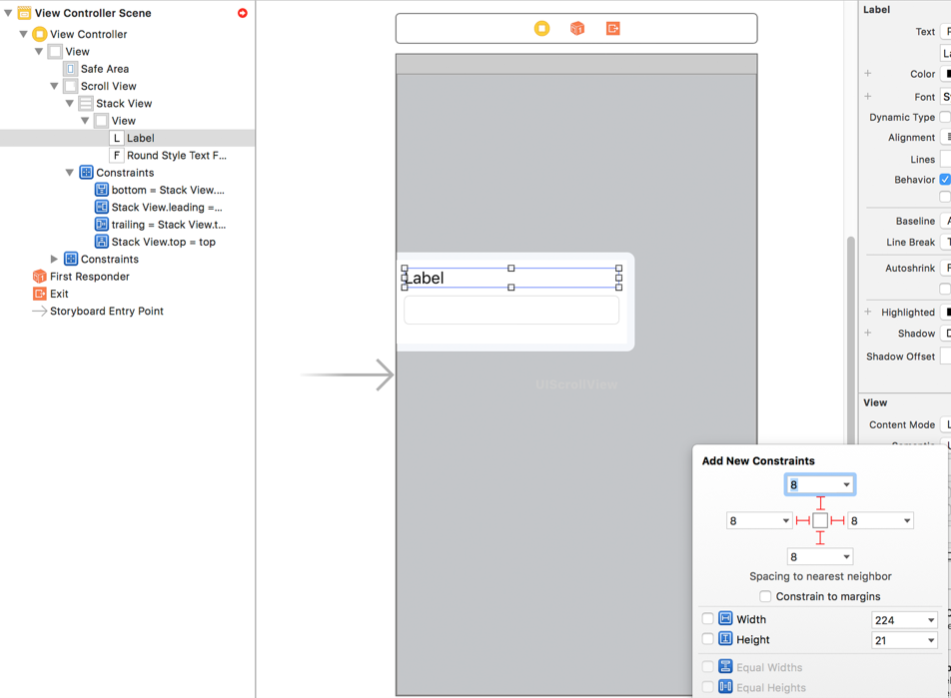 View Controller Scene
View Controller
View
Safe Area
Scroll View
Stack View
View
L Label
F Round Style Text F...
Constraints
bottom = Stack View....
Stack View.leading =...
trailing = Stack View.t...
Stack View.top = top
Constraints
First Responder
Exit
Storyboard Entry Point
Label
UIScrollView
Label
Text
+ Color
+ Font
Dynamic Type
Alignment
Lines
Behavior
Baseline
Line Break
Autoshrink
+ Highlighted
+ Shadow
Shadow Offset
View
Content Mode
Add New Constraints
8
8
8
8
Spacing to nearest neighbor
Constrain to margins
Width 224
Height 21
Equal Widths
Equal Heights